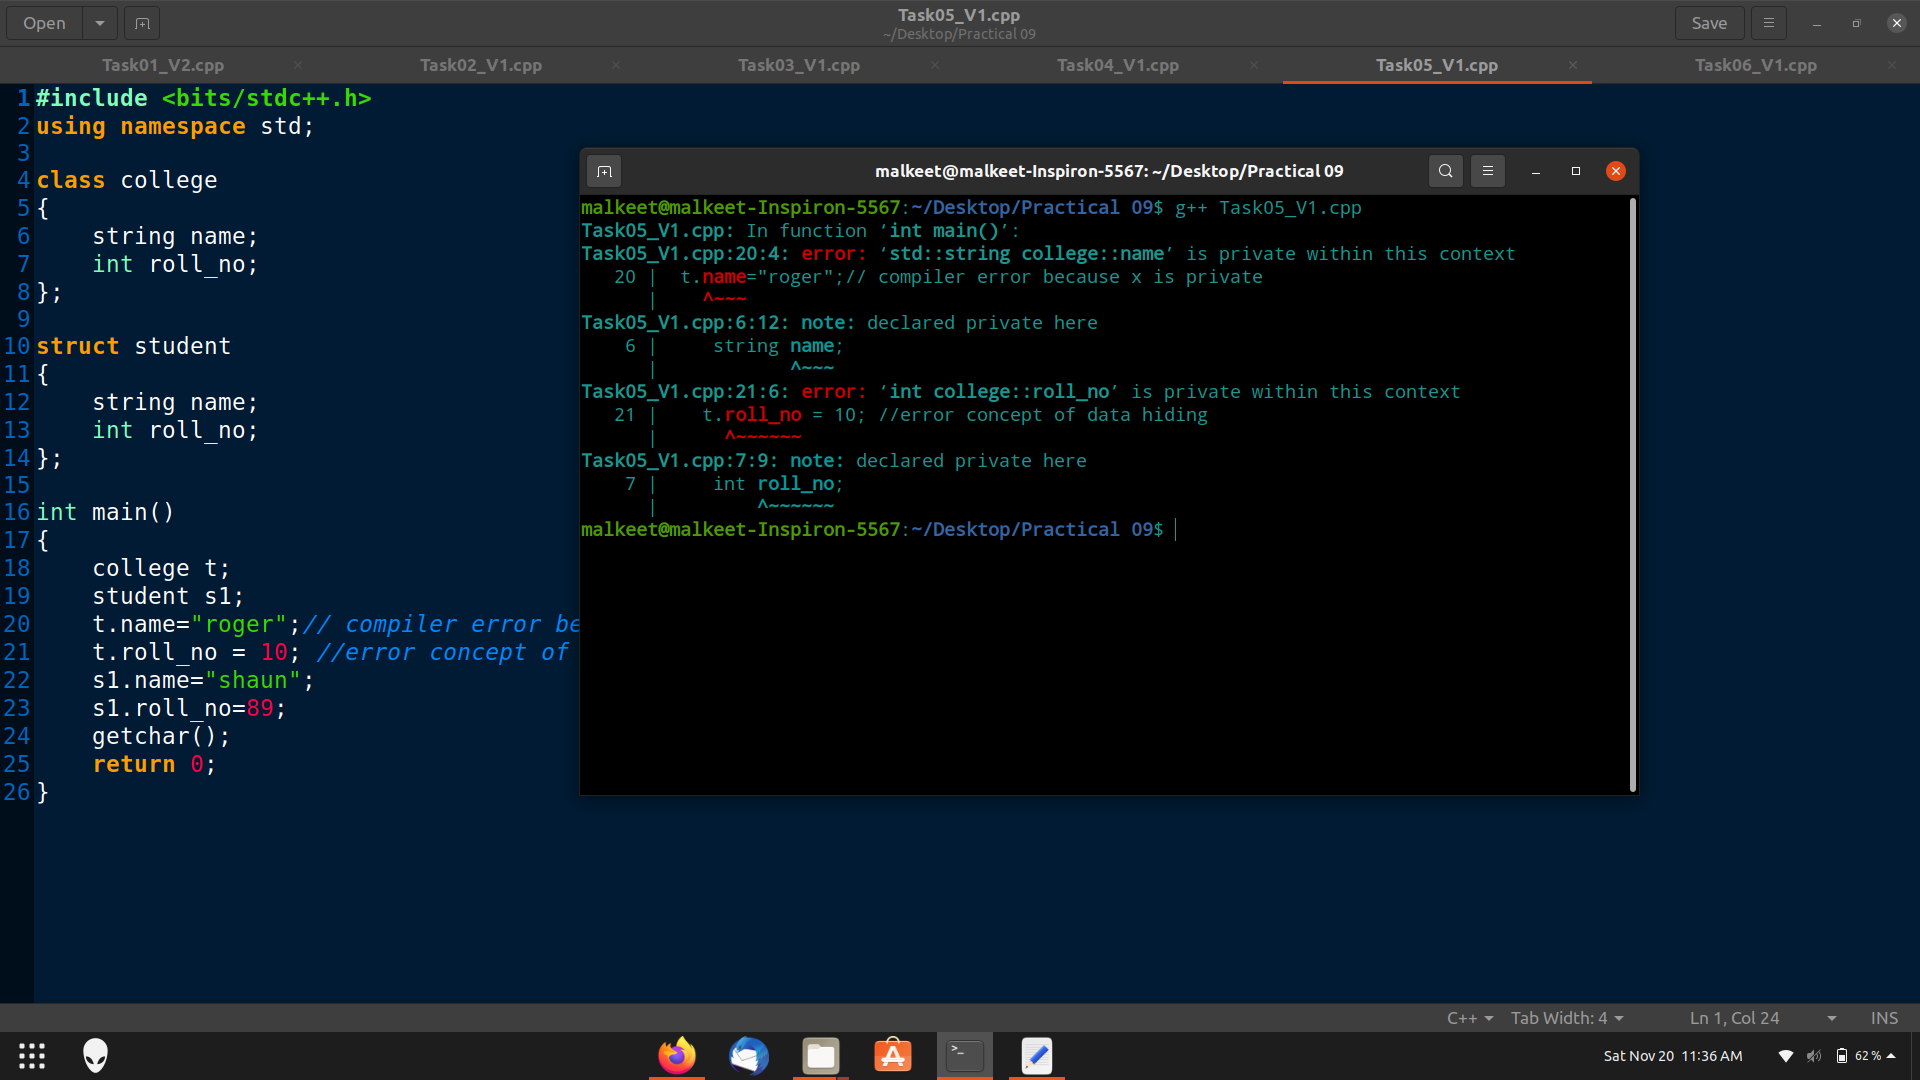 Open
Task05_V1.cpp
~/Desktop/Practical 09
Save
Task01_V2.cpp
Task02_V1.cpp
Task03_V1.cpp
Task04_V1.cpp
Task05_V1.cpp
Task06_V1.cpp
1 #include <bits/stdc++.h>
2 using namespace std;
3
4 class college
5 {
6     string name;
7     int roll_no;
8 };
9
10 struct student
11 {
12     string name;
13     int roll_no;
14 };
15
16 int main()
17 {
18     college t;
19     student s1;
20     t.name="roger";// compiler error be
21     t.roll_no = 10; //error concept of
22     s1.name="shaun";
23     s1.roll_no=89;
24     getchar();
25     return 0;
26 }
malkeet@malkeet-Inspiron-5567: ~/Desktop/Practical 09
malkeet@malkeet-Inspiron-5567:~/Desktop/Practical 09$ g++ Task05_V1.cpp
Task05_V1.cpp: In function ‘int main()’:
Task05_V1.cpp:20:4: error: ‘std::string college::name’ is private within this context
   20 |  t.name="roger";// compiler error because x is private
      |    ^~~~
Task05_V1.cpp:6:12: note: declared private here
    6 |     string name;
      |            ^~~~
Task05_V1.cpp:21:6: error: ‘int college::roll_no’ is private within this context
   21 |    t.roll_no = 10; //error concept of data hiding
      |      ^~~~~~~
Task05_V1.cpp:7:9: note: declared private here
    7 |     int roll_no;
      |         ^~~~~~~
malkeet@malkeet-Inspiron-5567:~/Desktop/Practical 09$
C++
Tab Width: 4
Ln 1, Col 24
INS
Sat Nov 20 11:36 AM
62%